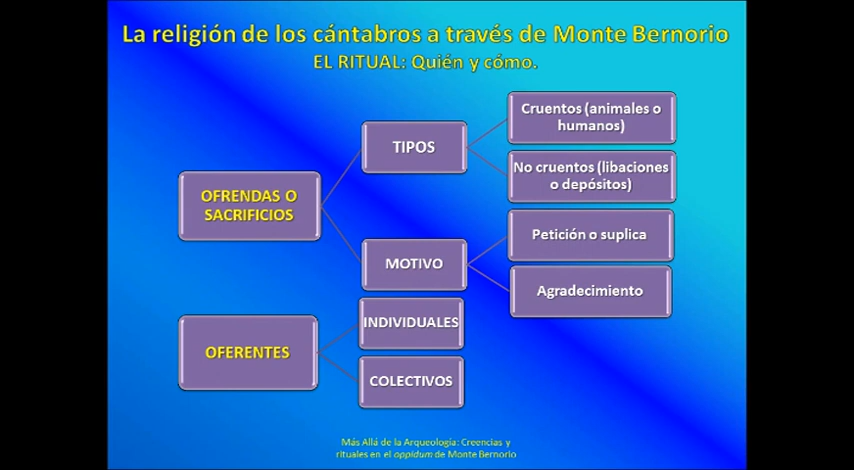 La religión de los cántabros a través de Monte Bernorio
EL RITUAL: Quién y cómo.
OFRENDAS O
SACRIFICIOS
TIPOS
Cruentos (animales o
humanos)
No cruentos (libaciones
o depósitos)
MOTIVO
Petición o suplica
Agradecimiento
OFERENTES
INDIVIDUALES
COLECTIVOS
Más Allá de la Arqueología: Creencias y
rituales en el oppidum de Monte Bernorio